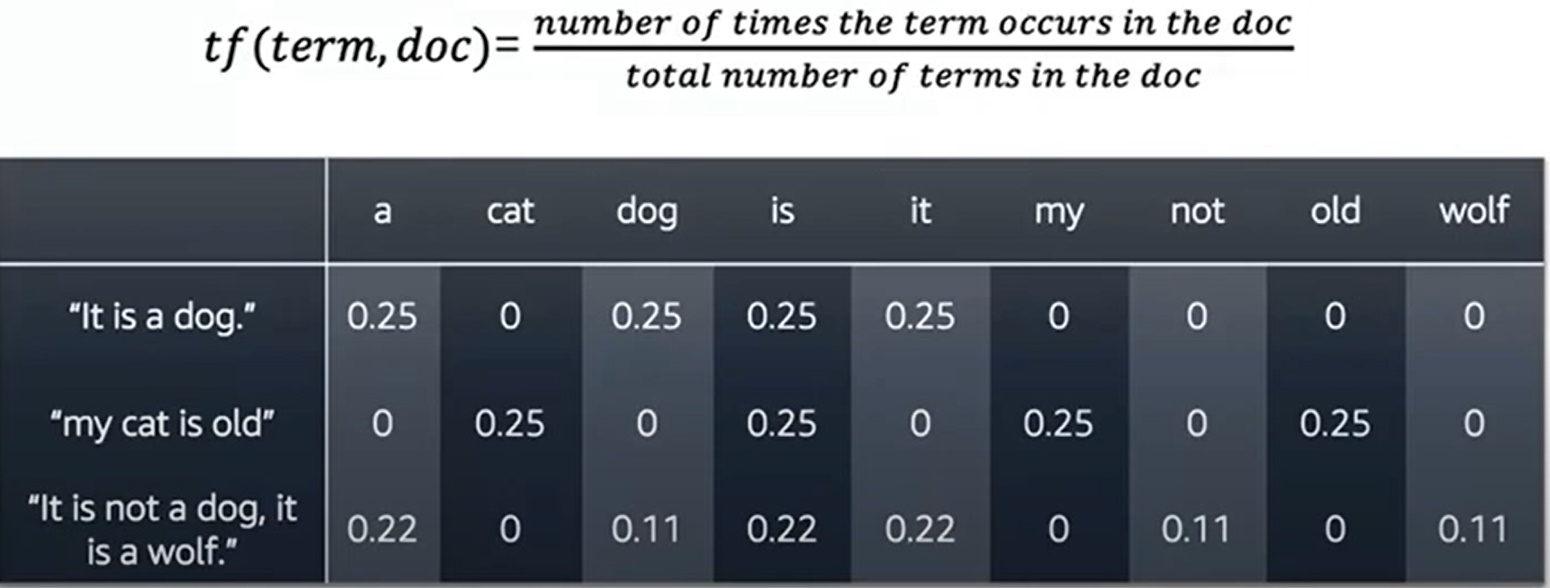 tf(term, doc)= number of times the term occurs in the doc
total number of terms in the doc
a cat dog is it my not old wolf
“It is a dog.” 0.25 0 0.25 0.25 0.25 0 0 0 0
“my cat is old” 0 0.25 0 0.25 0 0.25 0 0.25 0
“It is not a dog, it
is a wolf.” 0.22 0 0.11 0.22 0.22 0 0.11 0 0.11